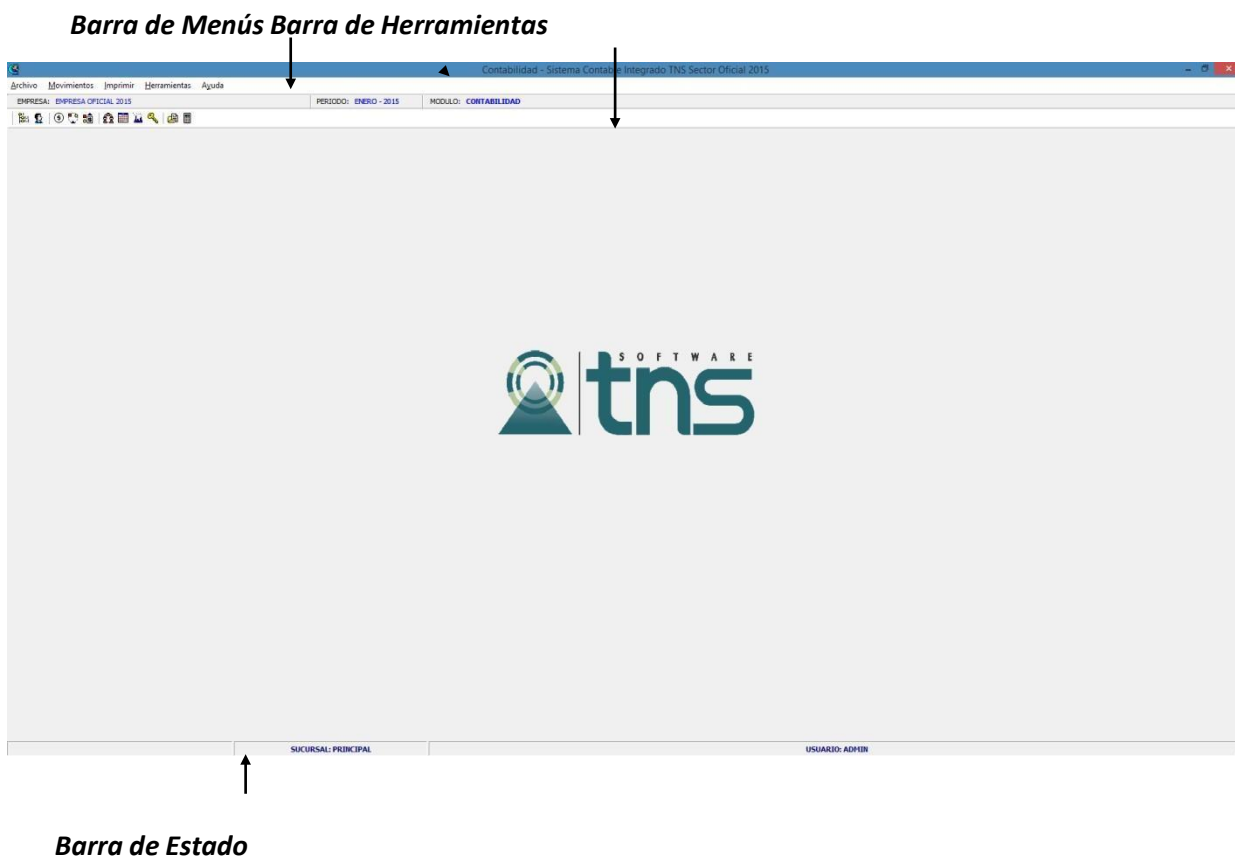 Barra de Menús Barra de Herramientas
Contabilidad - Sistema Contable Integrado TNS Sector Oficial 2015
Archivo Movimientos Imprimir Herramientas Ayuda
EMPRESA: EMPRESA OFICIAL 2015 PERIODO: ENERO - 2015 MODULO: CONTABILIDAD
SOFTWARE
tns
SUCURSAL: PRINCIPAL USUARIO: ADMIN
Barra de Estado